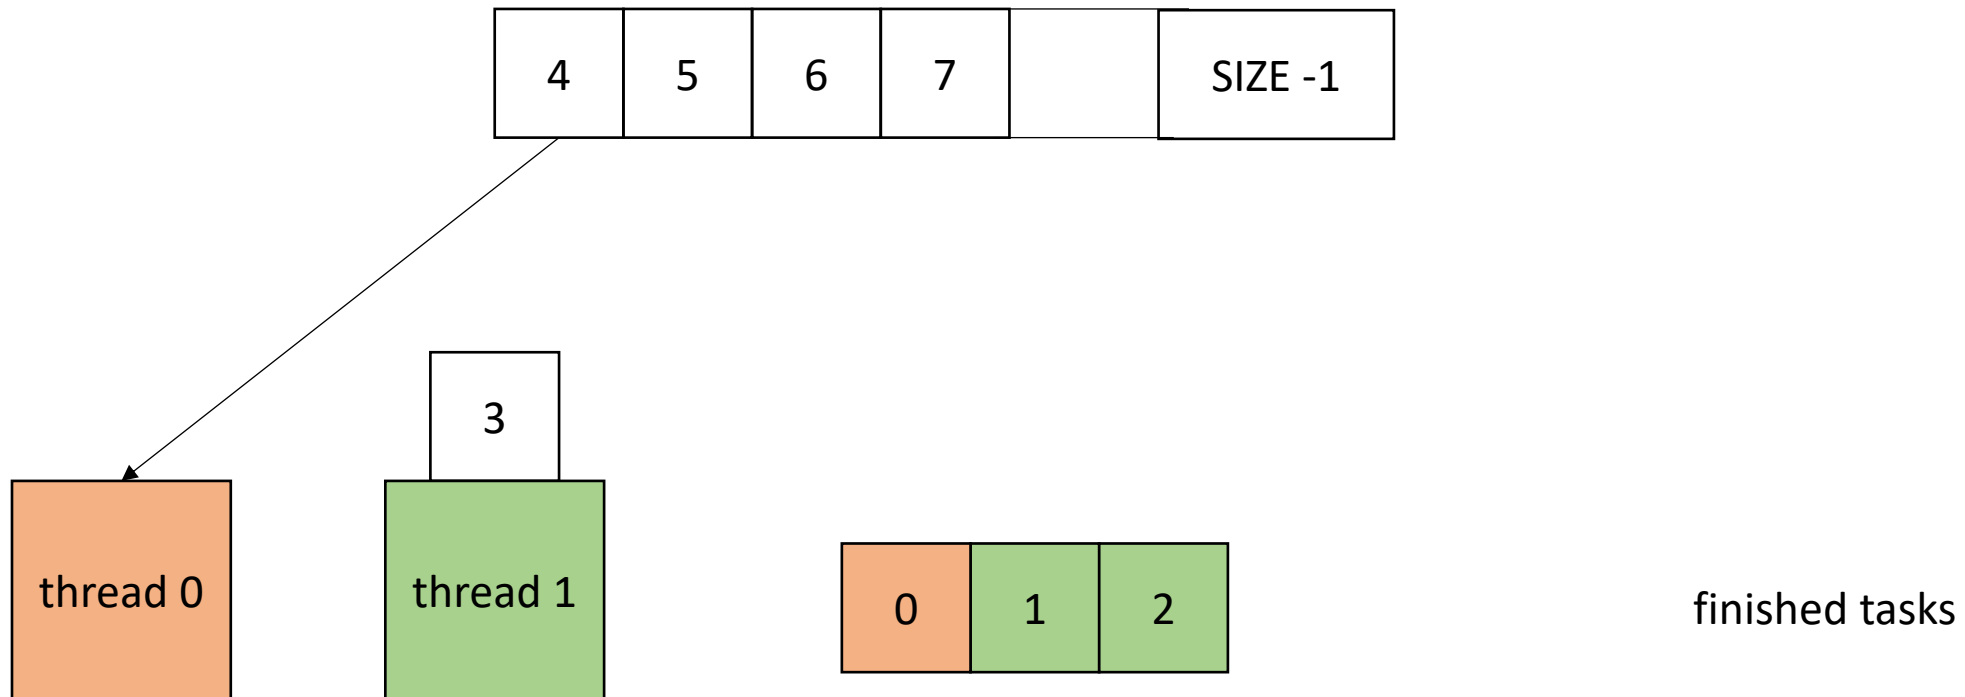 4 5 6 7 SIZE -1
3
thread 0 thread 1
0 1 2 finished tasks